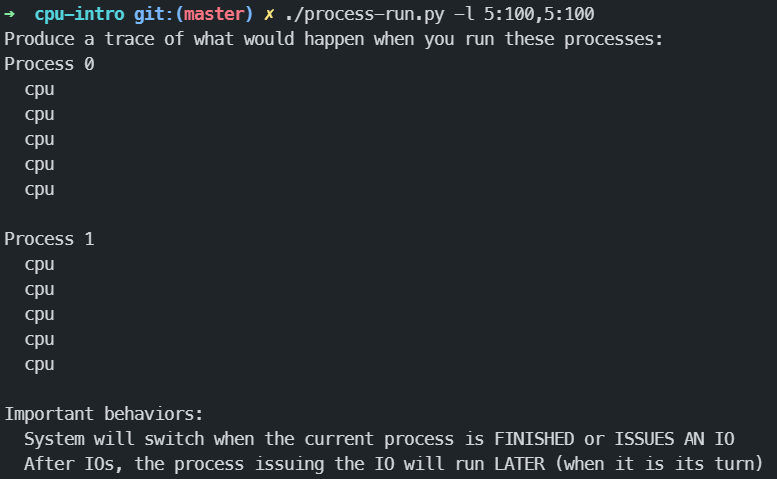 ➜  cpu-intro git:(master) ✗ ./process-run.py -l 5:100,5:100
Produce a trace of what would happen when you run these processes:
Process 0
  cpu
  cpu
  cpu
  cpu
  cpu

Process 1
  cpu
  cpu
  cpu
  cpu
  cpu

Important behaviors:
  System will switch when the current process is FINISHED or ISSUES AN IO
  After IOs, the process issuing the IO will run LATER (when it is its turn)